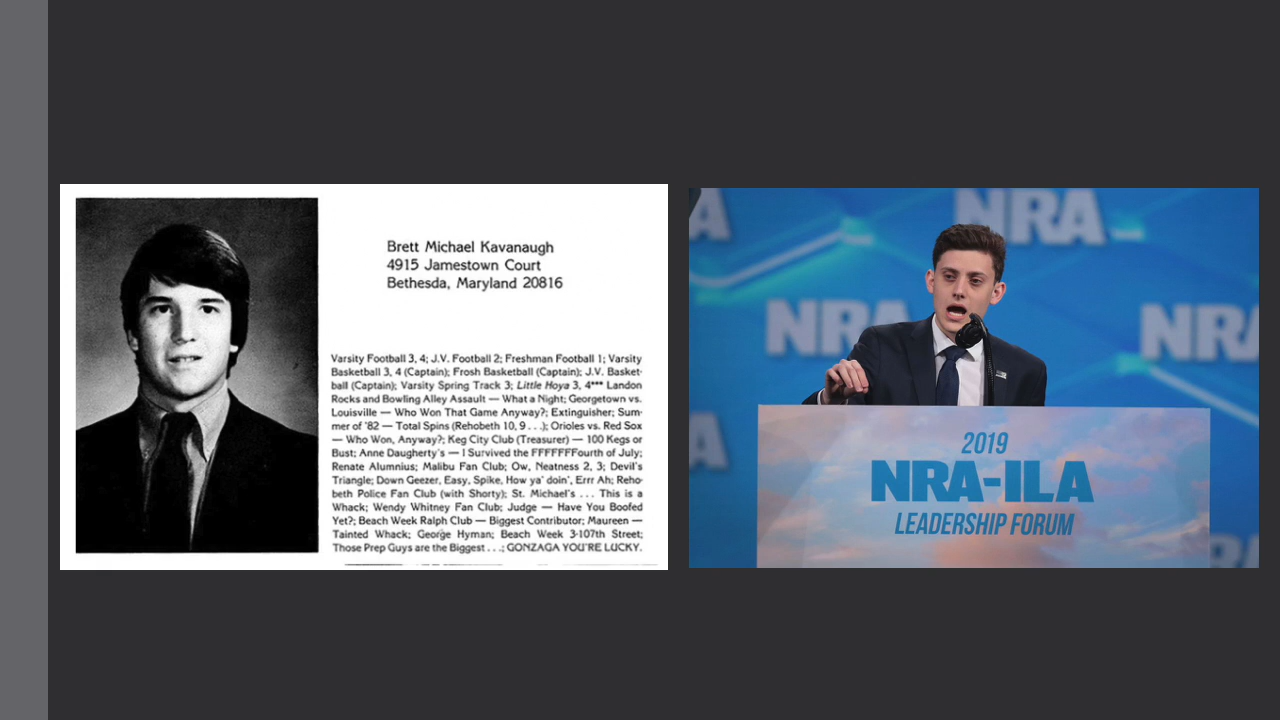 Brett Michael Kavanaugh
4915 Jamestown Court
Bethesda, Maryland 20816
Varsity Football 3, 4; J.V. Football 2; Freshman Football 1; Varsity
Basketball 3, 4 (Captain); Frosh Basketball (Captain); J.V. Basket-
ball (Captain); Varsity Spring Track 3; Little Hoya 3, 4*** Landon
Rocks and Bowling Alley Assault — What a Night; Georgetown vs.
Louisville — Who Won That Game Anyway?; Extinguisher; Sum-
mer of '82 — Total Spins (Rehobeth 10, 9 . . .); Orioles vs. Red Sox
— Who Won, Anyway?; Keg City Club (Treasurer) — 100 Kegs or
Bust; Anne Daugherty's — I Survived the FFFFFFFourth of July;
Renate Alumnius; Malibu Fan Club; Ow, Neatness 2, 3; Devil's
Triangle; Down Geezer, Easy, Spike, How ya' doin', Errr Ah; Reho-
beth Police Fan Club (with Shorty); St. Michael's . . . This is a
Whack; Wendy Whitney Fan Club; Judge — Have You Boofed
Yet?; Beach Week Ralph Club — Biggest Contributor; Maureen —
Tainted Whack; George Hyman; Beach Week 3-107th Street;
Those Prep Guys are the Biggest . . .; GONZAGA YOU'RE LUCKY.
NRA
NRA
NRA
2019
NRA-ILA
LEADERSHIP FORUM